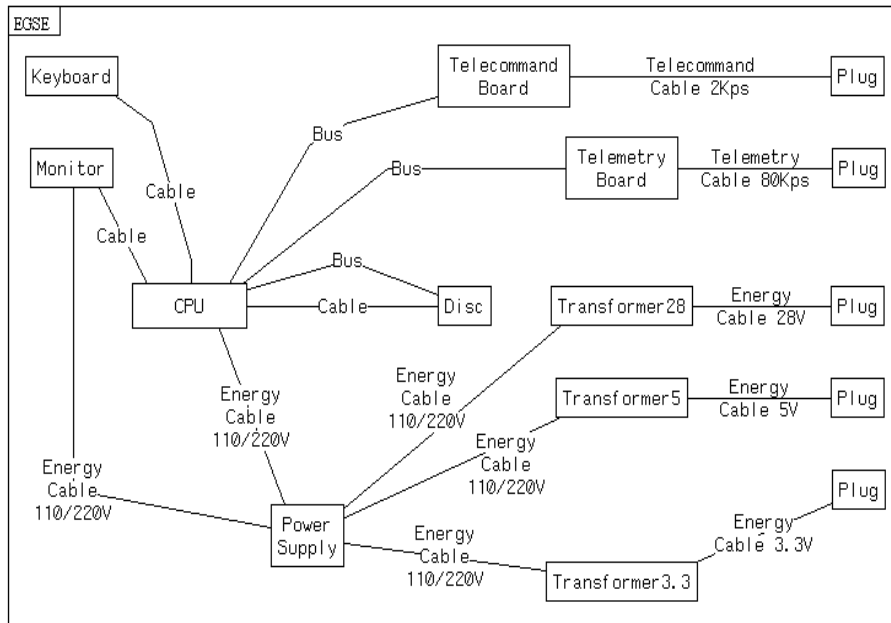 EGSE
Keyboard
Telecommand
Board
Telecommand
Cable 2Kps
Plug
Bus
Monitor
Telemetry
Board
Telemetry
Cable 80Kps
Plug
Bus
Cable
Cable
Bus
CPU
Cable
Disc
Transformer28
Energy
Cable 28V
Plug
Energy
Cable
110/220V
Energy
Cable
110/220V
Transformer5
Energy
Cable 5V
Plug
Energy
Cable
110/220V
Energy
Cable
110/220V
Plug
Power
Supply
Energy
Cable
110/220V
Energy
Cable 3.3V
Transformer3.3